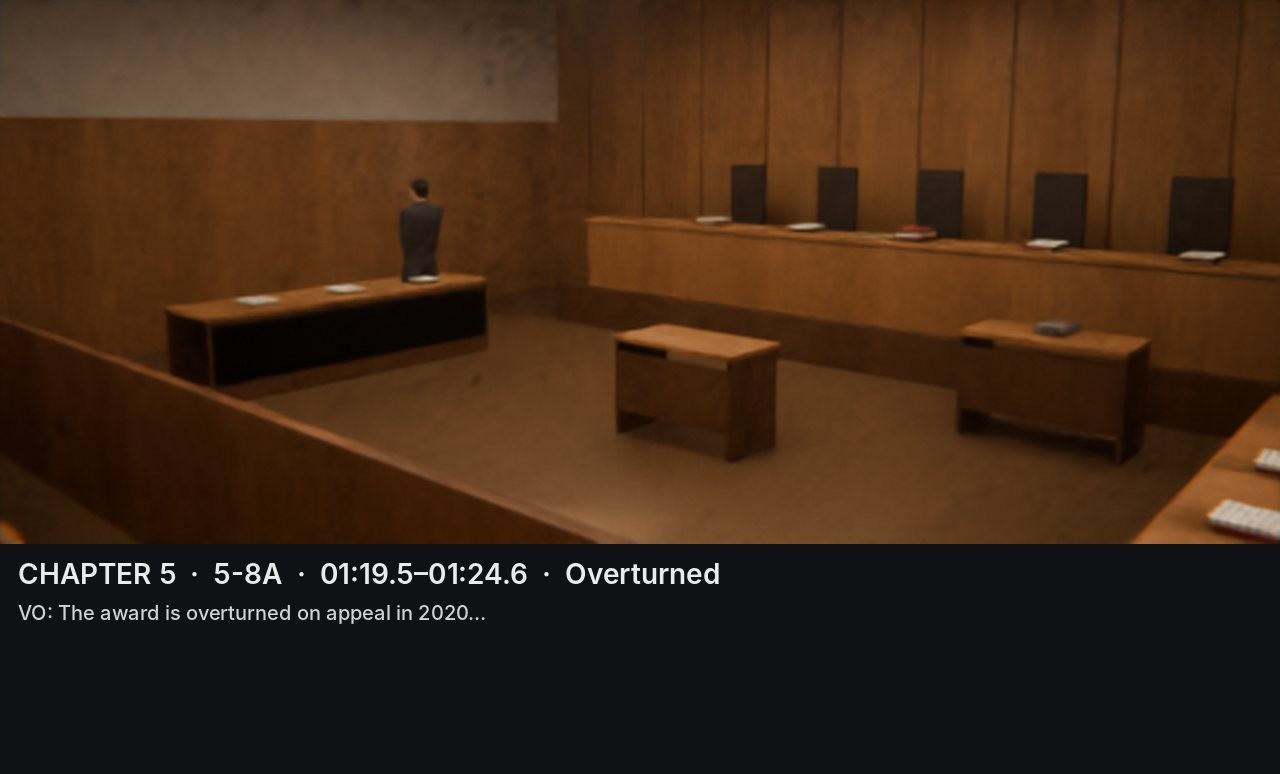 CHAPTER 5 · 5-8A · 01:19.5–01:24.6 · Overturned
VO: The award is overturned on appeal in 2020...